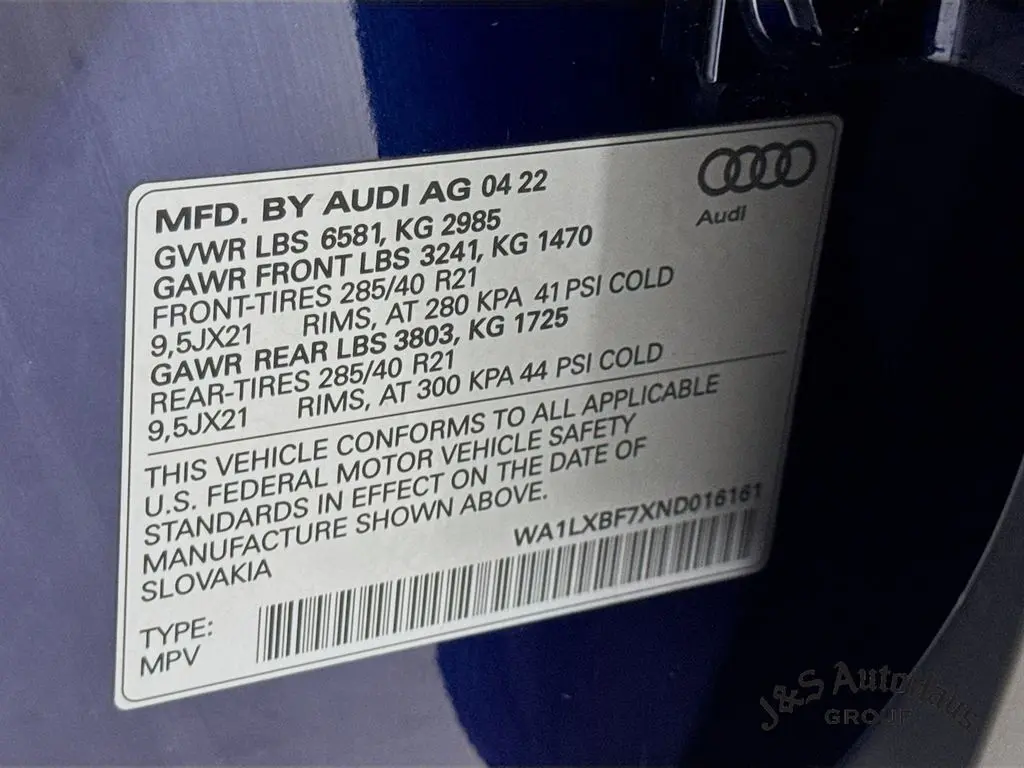 MFD. BY AUDI AG 04 22
Audi
GVWR LBS 6581, KG 2985
GAWR FRONT LBS 3241, KG 1470
FRONT-TIRES 285/40 R21
9,5JX21 RIMS, AT 280 KPA 41 PSI COLD
GAWR REAR LBS 3803, KG 1725
REAR-TIRES 285/40 R21
9,5JX21 RIMS, AT 300 KPA 44 PSI COLD
THIS VEHICLE CONFORMS TO ALL APPLICABLE
U.S. FEDERAL MOTOR VEHICLE SAFETY
STANDARDS IN EFFECT ON THE DATE OF
MANUFACTURE SHOWN ABOVE.
SLOVAKIA
WA1LXBF7XND016161
TYPE:
MPV
J&S AutoHaus
GROUP